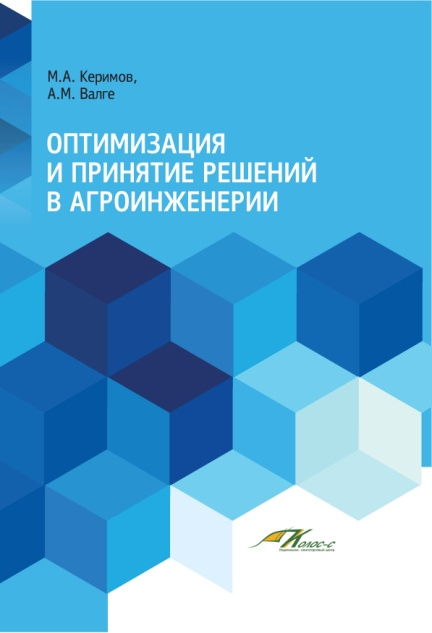 М.А. Керимов,
А.М. Валге
ОПТИМИЗАЦИЯ
И ПРИНЯТИЕ РЕШЕНИЙ
В АГРОИНЖЕНЕРИИ
Колос-с